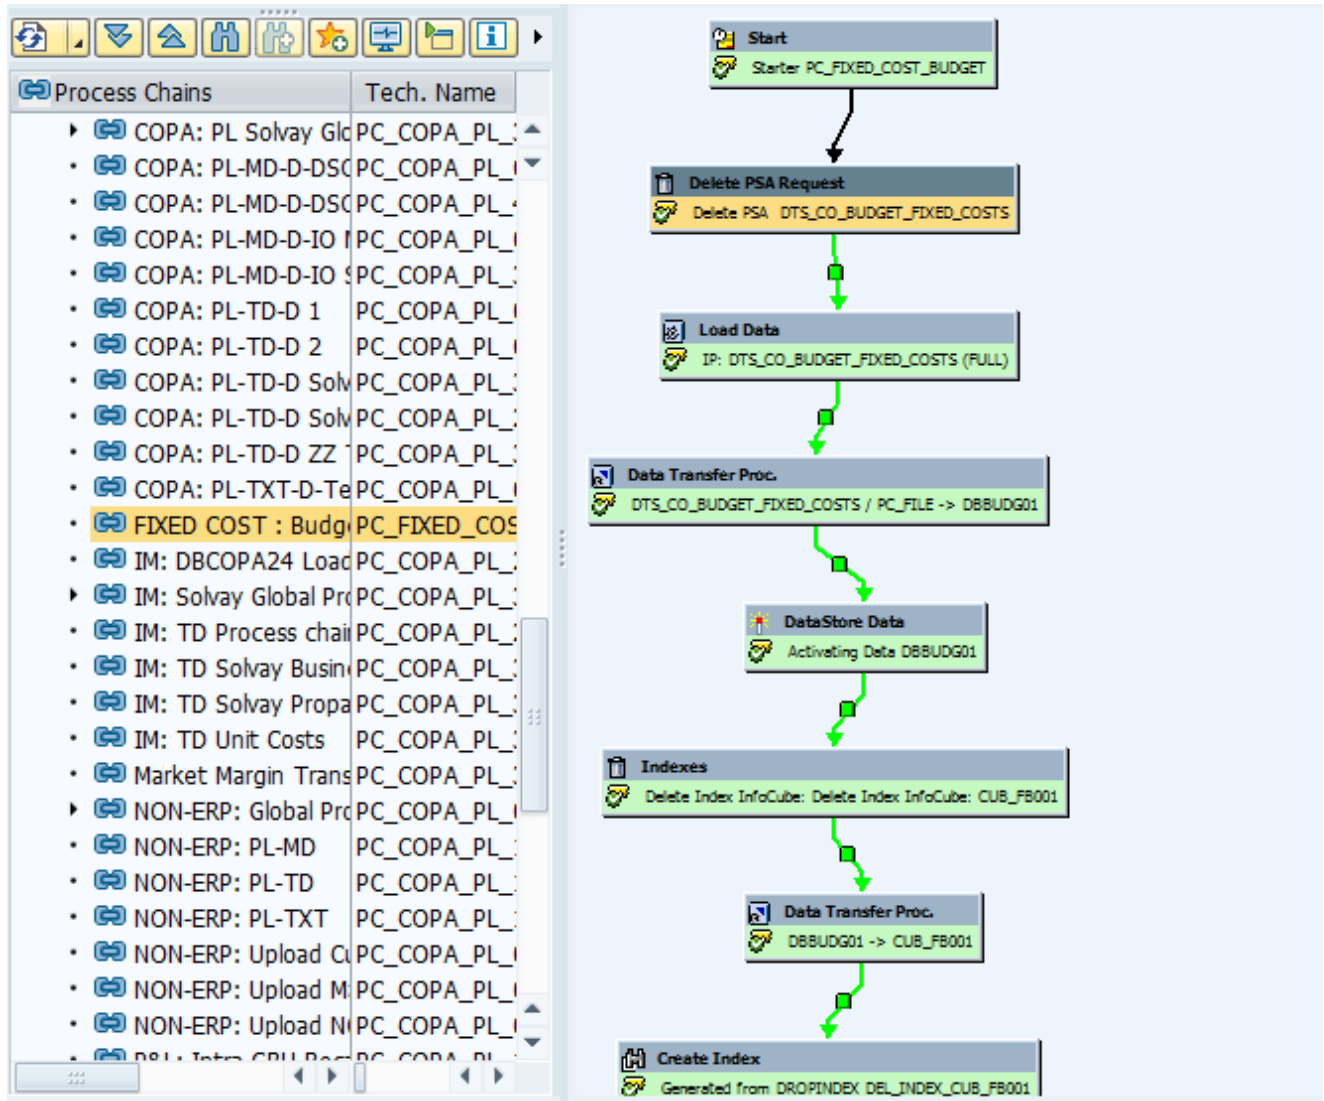 Process Chains Tech. Name
COPA: PL Solvay Glo PC_COPA_PL_
COPA: PL-MD-D-DSO PC_COPA_PL_
COPA: PL-MD-D-DSO PC_COPA_PL_
COPA: PL-MD-D-IO PC_COPA_PL_
COPA: PL-MD-D-IO PC_COPA_PL_
COPA: PL-TD-D 1 PC_COPA_PL_
COPA: PL-TD-D 2 PC_COPA_PL_
COPA: PL-TD-D Solv PC_COPA_PL_
COPA: PL-TD-D Solv PC_COPA_PL_
COPA: PL-TD-D ZZ PC_COPA_PL_
COPA: PL-TXT-D-Te PC_COPA_PL_
FIXED COST : Budge PC_FIXED_COS
IM: DBCOPA24 Load PC_COPA_PL_
IM: Solvay Global Pro PC_COPA_PL_
IM: TD Process chai PC_COPA_PL_
IM: TD Solvay Busin PC_COPA_PL_
IM: TD Solvay Propa PC_COPA_PL_
IM: TD Unit Costs PC_COPA_PL_
Market Margin Trans PC_COPA_PL_
NON-ERP: Global Pro PC_COPA_PL_
NON-ERP: PL-MD PC_COPA_PL_
NON-ERP: PL-TD PC_COPA_PL_
NON-ERP: PL-TXT PC_COPA_PL_
NON-ERP: Upload Cu PC_COPA_PL_
NON-ERP: Upload M PC_COPA_PL_
NON-ERP: Upload N PC_COPA_PL_
Start
Starter PC_FIXED_COST_BUDGET
Delete PSA Request
Delete PSA DTS_CO_BUDGET_FIXED_COSTS
Load Data
IP: DTS_CO_BUDGET_FIXED_COSTS (FULL)
Data Transfer Proc.
DTS_CO_BUDGET_FIXED_COSTS / PC_FILE -> DBBUDG01
DataStore Data
Activating Data DBBUDG01
Indexes
Delete Index InfoCube: Delete Index InfoCube: CUB_FB001
Data Transfer Proc.
DBBUDG01 -> CUB_FB001
Create Index
Generated from DROPINDEX DEL_INDEX_CUB_FB001